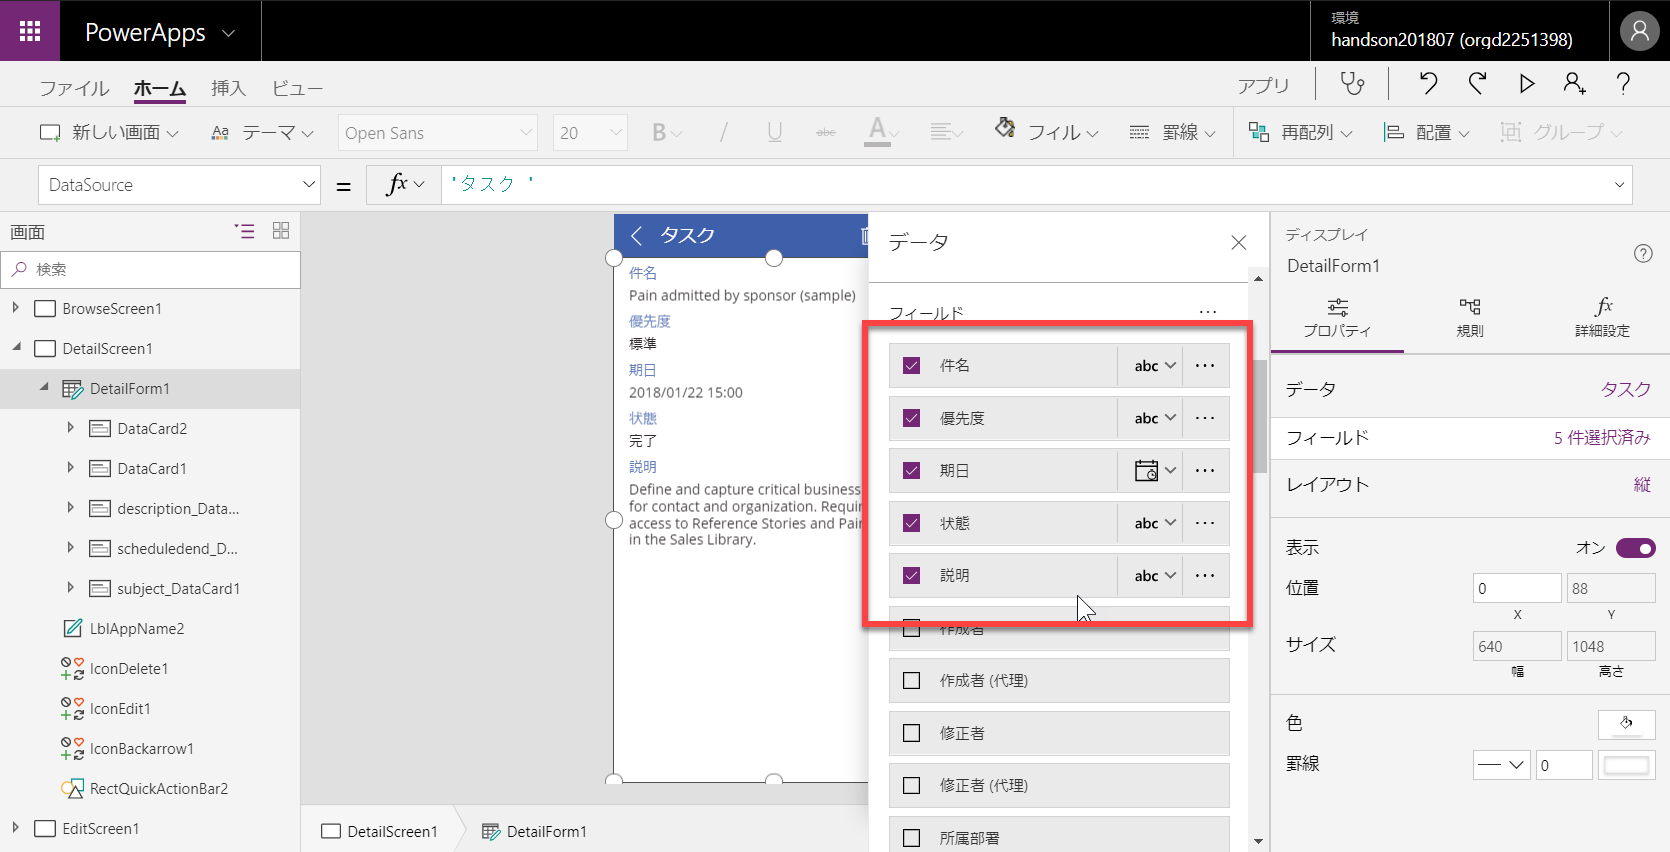 PowerApps
環境
handson201807 (orgd2251398)
ファイル ホーム 挿入 ビュー アプリ
新しい画面 Aa テーマ Open Sans 20 B / U abc A フィル 罫線 再配列 配置 グループ
DataSource = fx 'タスク '
画面
検索
BrowseScreen1
DetailScreen1
DetailForm1
DataCard2
DataCard1
description_Data...
scheduledend_D...
subject_DataCard1
LblAppName2
IconDelete1
IconEdit1
IconBackarrow1
RectQuickActionBar2
EditScreen1
タスク
件名
Pain admitted by sponsor (sample)
優先度
標準
期日
2018/01/22 15:00
状態
完了
説明
Define and capture critical business
for contact and organization. Requir
access to Reference Stories and Pai
in the Sales Library.
DetailScreen1 DetailForm1
データ
フィールド ...
件名 abc ...
優先度 abc ...
期日 ...
状態 abc ...
説明 abc ...
作成者
作成者 (代理)
修正者
修正者 (代理)
所属部署
ディスプレイ
DetailForm1
プロパティ 規則 fx 詳細設定
データ タスク
フィールド 5 件選択済み
レイアウト 縦
表示 オン
位置 0 88
X Y
サイズ 640 1048
幅 高さ
色
罫線 0